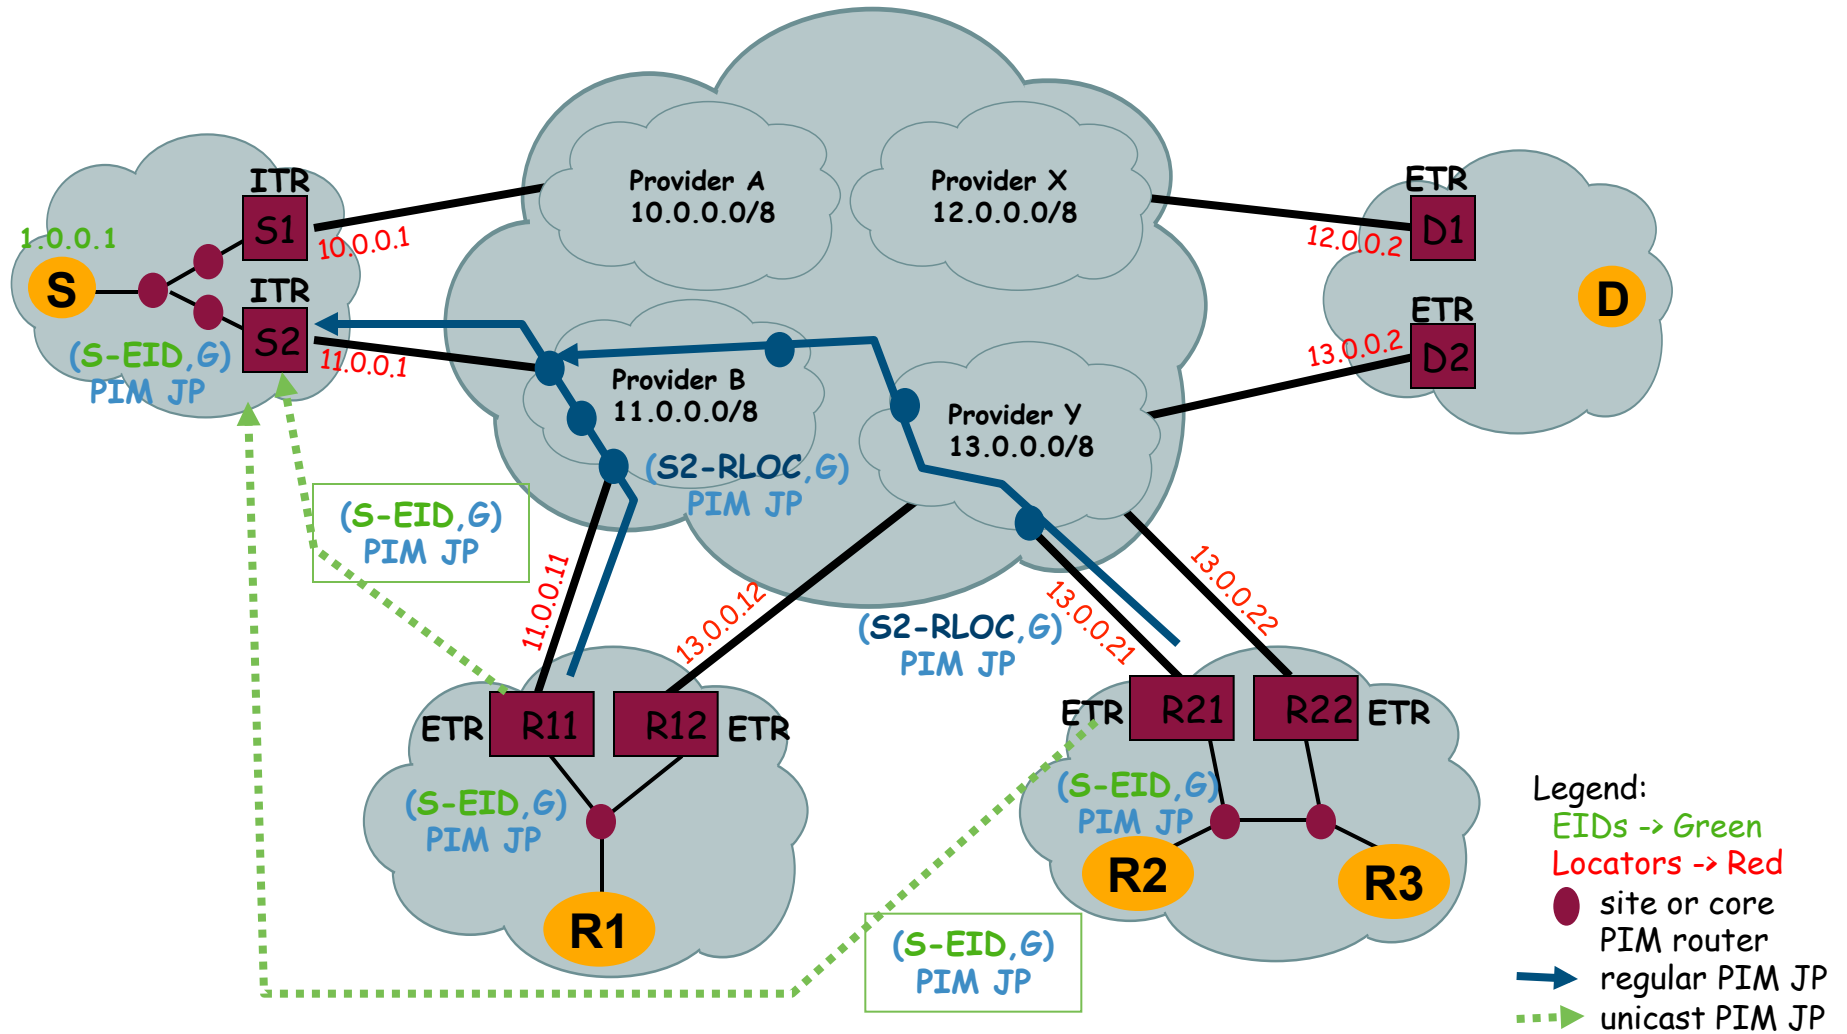 Provider A
10.0.0.0/8
Provider X
12.0.0.0/8
ITR
S1
10.0.0.1
1.0.0.1
S
ITR
S2
11.0.0.1
(S-EID,G)
PIM JP
ETR
D1
12.0.0.2
D
ETR
D2
13.0.0.2
Provider B
11.0.0.0/8
Provider Y
13.0.0.0/8
(S2-RLOC,G)
PIM JP
(S-EID,G)
PIM JP
11.0.0.11
13.0.0.12
(S2-RLOC,G)
PIM JP
13.0.0.21
13.0.0.22
ETR
R11
R12
ETR
(S-EID,G)
PIM JP
R1
ETR
R21
R22
ETR
(S-EID,G)
PIM JP
R2
R3
(S-EID,G)
PIM JP
Legend:
EIDs -> Green
Locators -> Red
site or core
PIM router
regular PIM JP
unicast PIM JP